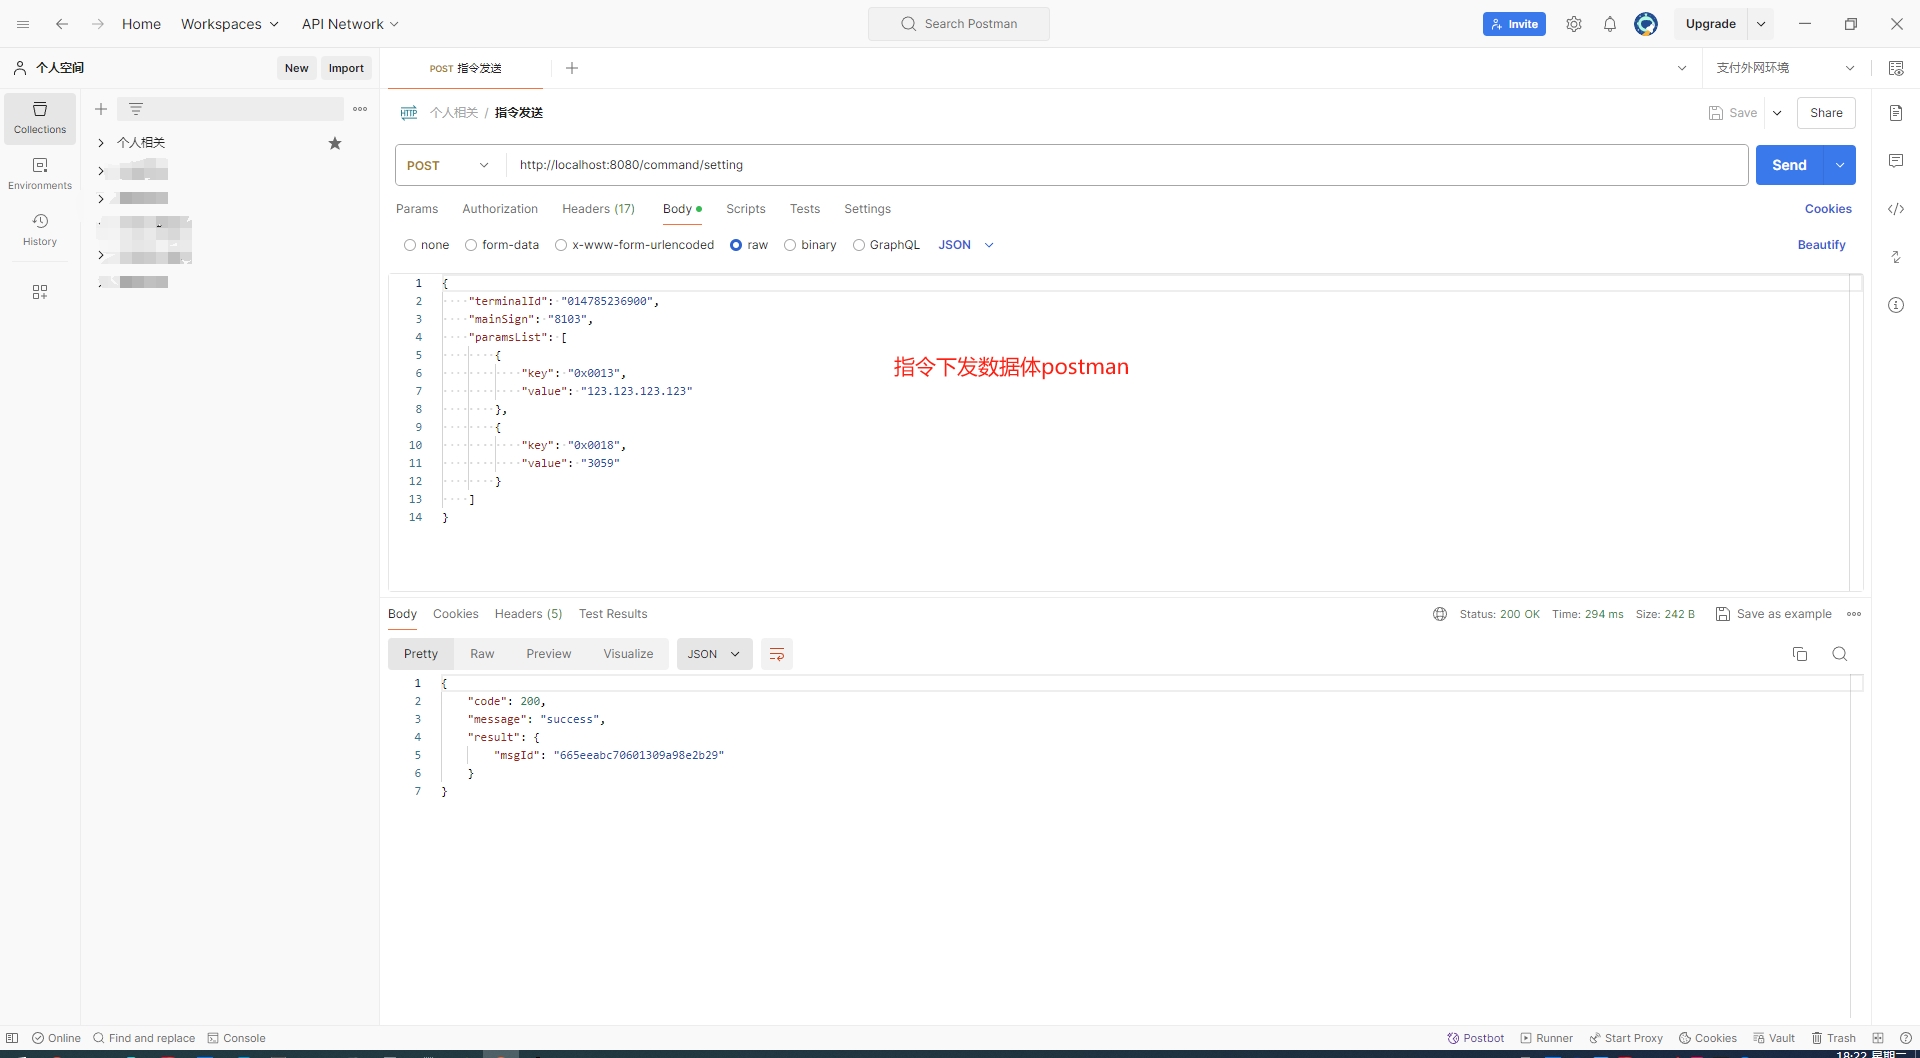 Home Workspaces API Network Search Postman Invite Upgrade
个人空间 New Import POST 指令发送 支付外网环境
Collections
Environments
History
个人相关
HTTP 个人相关 / 指令发送 Save Share
POST http://localhost:8080/command/setting Send
Params Authorization Headers (17) Body Scripts Tests Settings Cookies
none form-data x-www-form-urlencoded raw binary GraphQL JSON Beautify
1 {
2 "terminalId": "014785236900",
3 "mainSign": "8103",
4 "paramsList": [
5 {
6 "key": "0x0013",
7 "value": "123.123.123.123"
8 },
9 {
10 "key": "0x0018",
11 "value": "3059"
12 }
13 ]
14 }
指令下发数据体postman
Body Cookies Headers (5) Test Results Status: 200 OK Time: 294 ms Size: 242 B Save as example
Pretty Raw Preview Visualize JSON
1 {
2 "code": 200,
3 "message": "success",
4 "result": {
5 "msgId": "665eeabc70601309a98e2b29"
6 }
7 }
Online Find and replace Console Postbot Runner Start Proxy Cookies Vault Trash
18:22